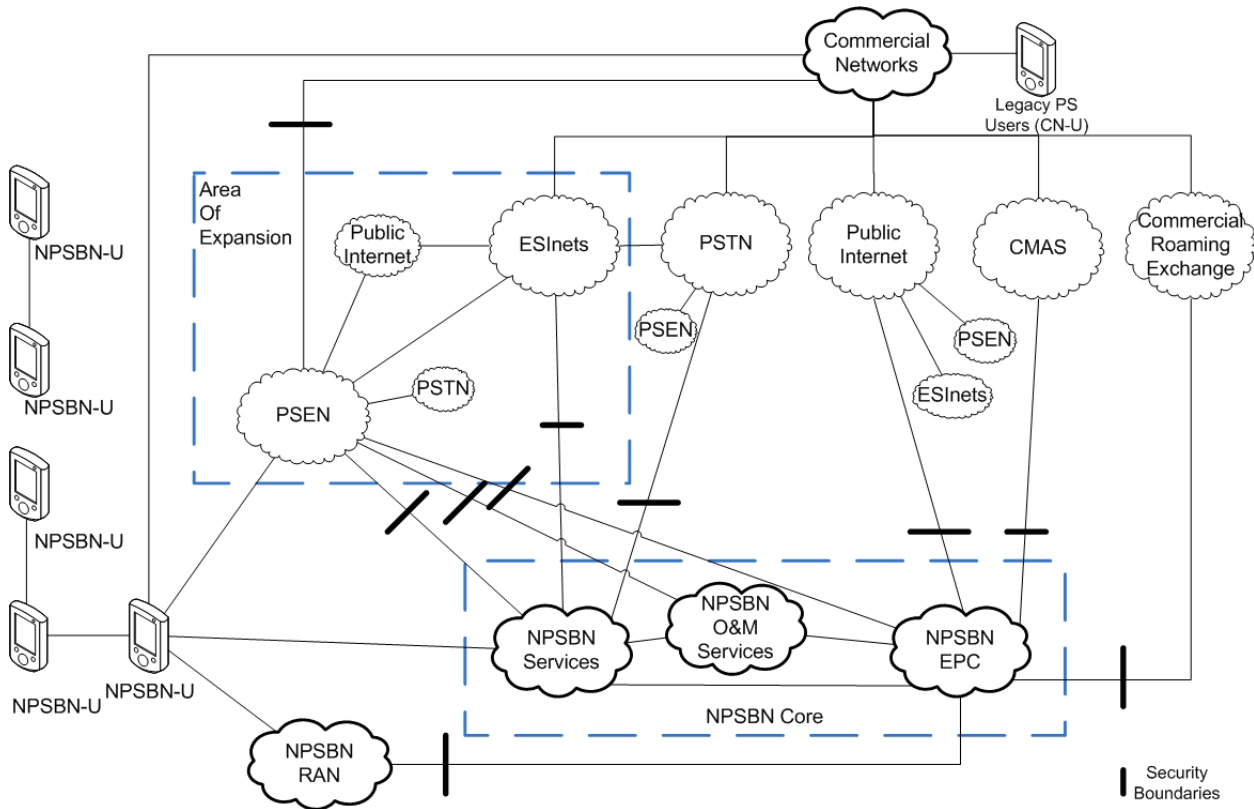 Commercial
Networks
Legacy PS
Users (CN-U)
Area
Of
Expansion
Public
Internet
ESInets
PSTN
Public
Internet
CMAS
Commercial
Roaming
Exchange
NPSBN-U
PSEN
PSEN
ESInets
PSTN
PSEN
NPSBN-U
NPSBN-U
NPSBN
Services
NPSBN
O&M
Services
NPSBN
EPC
NPSBN-U
NPSBN-U
NPSBN Core
NPSBN
RAN
Security
Boundaries